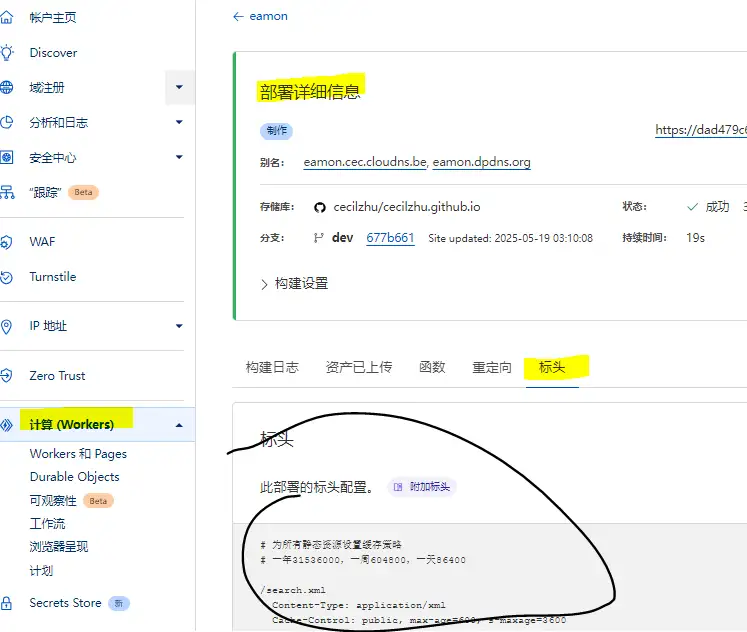 帐户主页
Discover
域注册
分析和日志
安全中心
“跟踪” Beta
WAF
Turnstile
IP 地址
Zero Trust
计算 (Workers)
Workers 和 Pages
Durable Objects
可观察性 Beta
工作流
浏览器呈现
计划
Secrets Store 新
eamon
部署详细信息
制作
https://dad479c6
别名： eamon.cec.cloudns.be, eamon.dpdns.org
存储库： cecilzhu/cecilzhu.github.io
状态： 成功
分支： dev 677b661 Site updated: 2025-05-19 03:10:08
持续时间： 19s
构建设置
构建日志 资产已上传 函数 重定向 标头
标头
此部署的标头配置。 附加标头
# 为所有静态资源设置缓存策略
# 一年31536000，一周604800，一天86400
/search.xml
Content-Type: application/xml
Cache-Control: public, max-age=600, s-maxage=3600